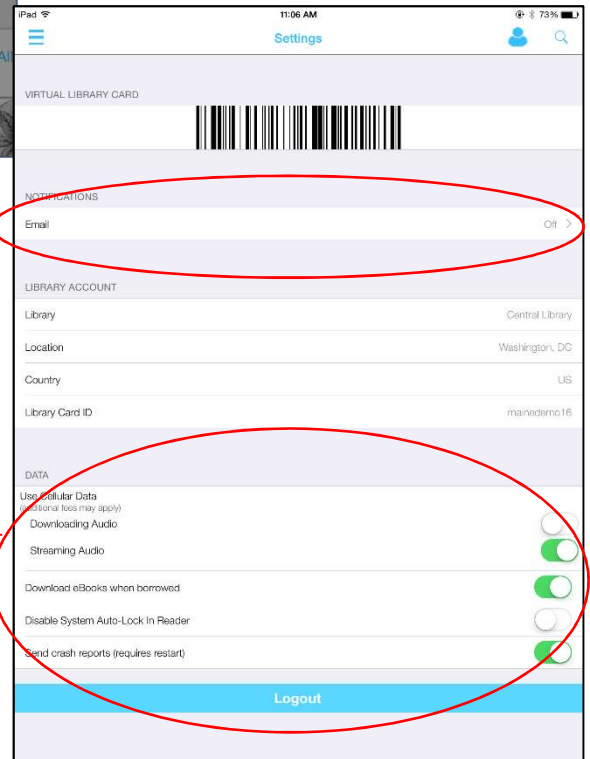 All
iPad 11:06 AM 73%
Settings
VIRTUAL LIBRARY CARD
NOTIFICATIONS
Email Off >
LIBRARY ACCOUNT
Library Central Library
Location Washington, DC
Country US
Library Card ID mainedemo16
DATA
Use Cellular Data
(additional fees may apply)
Downloading Audio
Streaming Audio
Download eBooks when borrowed
Disable System Auto-Lock In Reader
Send crash reports (requires restart)
Logout